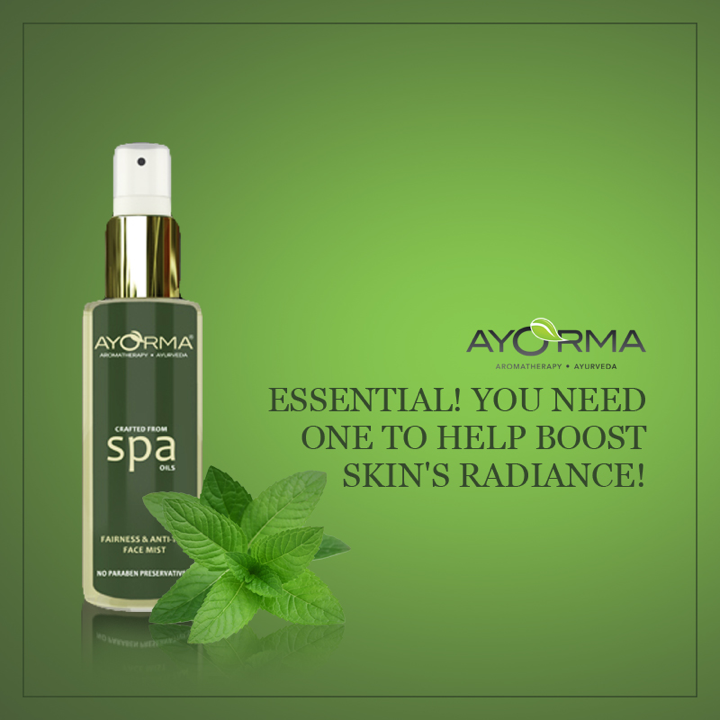 AYORMA®
AROMATHERAPY • AYURVEDA
CRAFTED FROM
spa
OILS
FAIRNESS & ANTI-
FACE MIST
NO PARABEN
AYORMA
AROMATHERAPY • AYURVEDA
ESSENTIAL! YOU NEED
ONE TO HELP BOOST
SKIN'S RADIANCE!